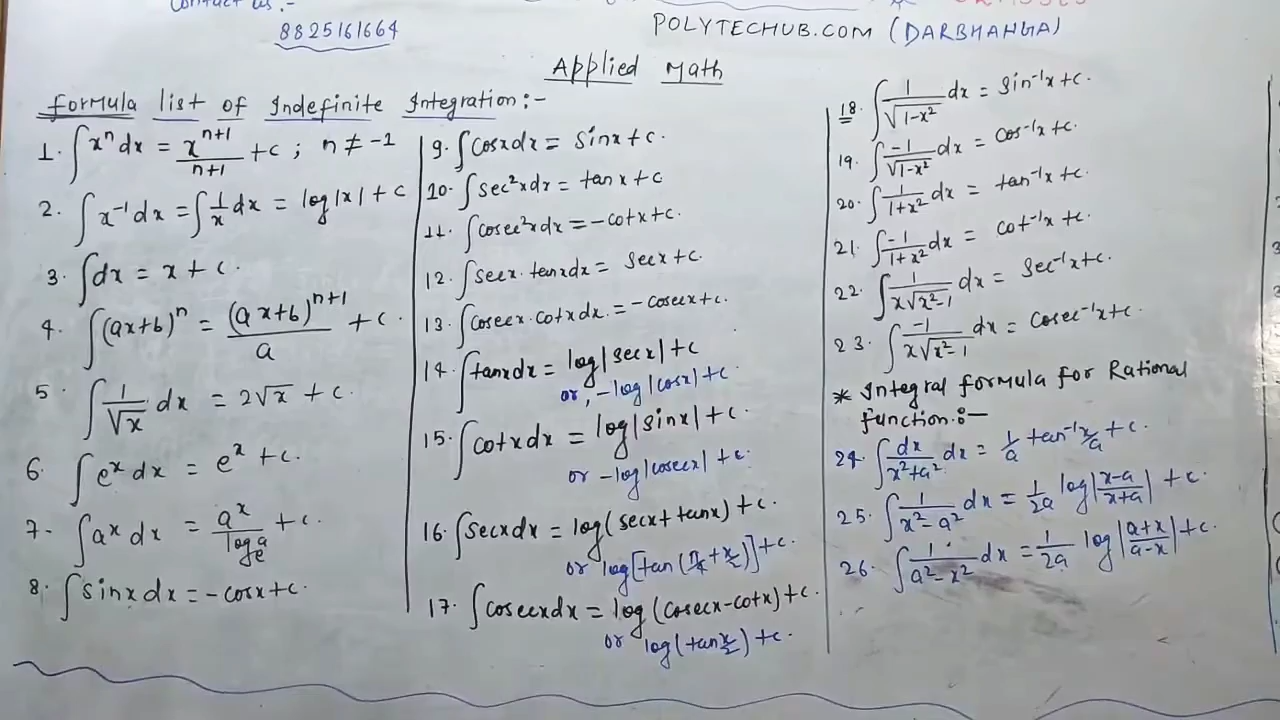 Contact us :-
8825161664
POLYTECHUB.COM (DARBHANGA)
Applied Math
Formula list of Indefinite Integration :-
1. ∫xⁿ dx = xⁿ⁺¹/n+1 + c ; n ≠ -1
2. ∫x⁻¹ dx = ∫1/x dx = log|x| + c
3. ∫dx = x + c.
4. ∫(ax+b)ⁿ = (ax+b)ⁿ⁺¹/a + c.
5. ∫1/√x dx = 2√x + c.
6. ∫eˣ dx = eˣ + c.
7. ∫aˣ dx = aˣ/logₑa + c.
8. ∫sinx dx = -cosx + c.
9. ∫cosx dx = sinx + c.
10. ∫sec²x dx = tanx + c
11. ∫cosec²x dx = -cotx + c.
12. ∫secx · tanx dx = secx + c.
13. ∫cosecx · cotx dx = -cosecx + c.
14. ∫tanx dx = log|secx| + c
or, -log|cosx| + c.
15. ∫cotx dx = log|sinx| + c.
or -log|cosecx| + c.
16. ∫secx dx = log(secx + tanx) + c.
or log[tan(π/4 + x/2)] + c.
17. ∫cosecx dx = log(cosecx - cotx) + c.
or log(tan x/2) + c.
18. ∫1/√1-x² dx = sin⁻¹x + c.
19. ∫-1/√1-x² dx = cos⁻¹x + c.
20. ∫1/1+x² dx = tan⁻¹x + c.
21. ∫-1/1+x² dx = cot⁻¹x + c.
22. ∫1/x√x²-1 dx = sec⁻¹x + c.
23. ∫-1/x√x²-1 dx = cosec⁻¹x + c.
* Integral formula for Rational
function :-
24. ∫dx/x²+a² dx = 1/a tan⁻¹ x/a + c.
25. ∫1/x²-a² dx = 1/2a log|x-a/x+a| + c.
26. ∫1/a²-x² dx = 1/2a log|a+x/a-x| + c.